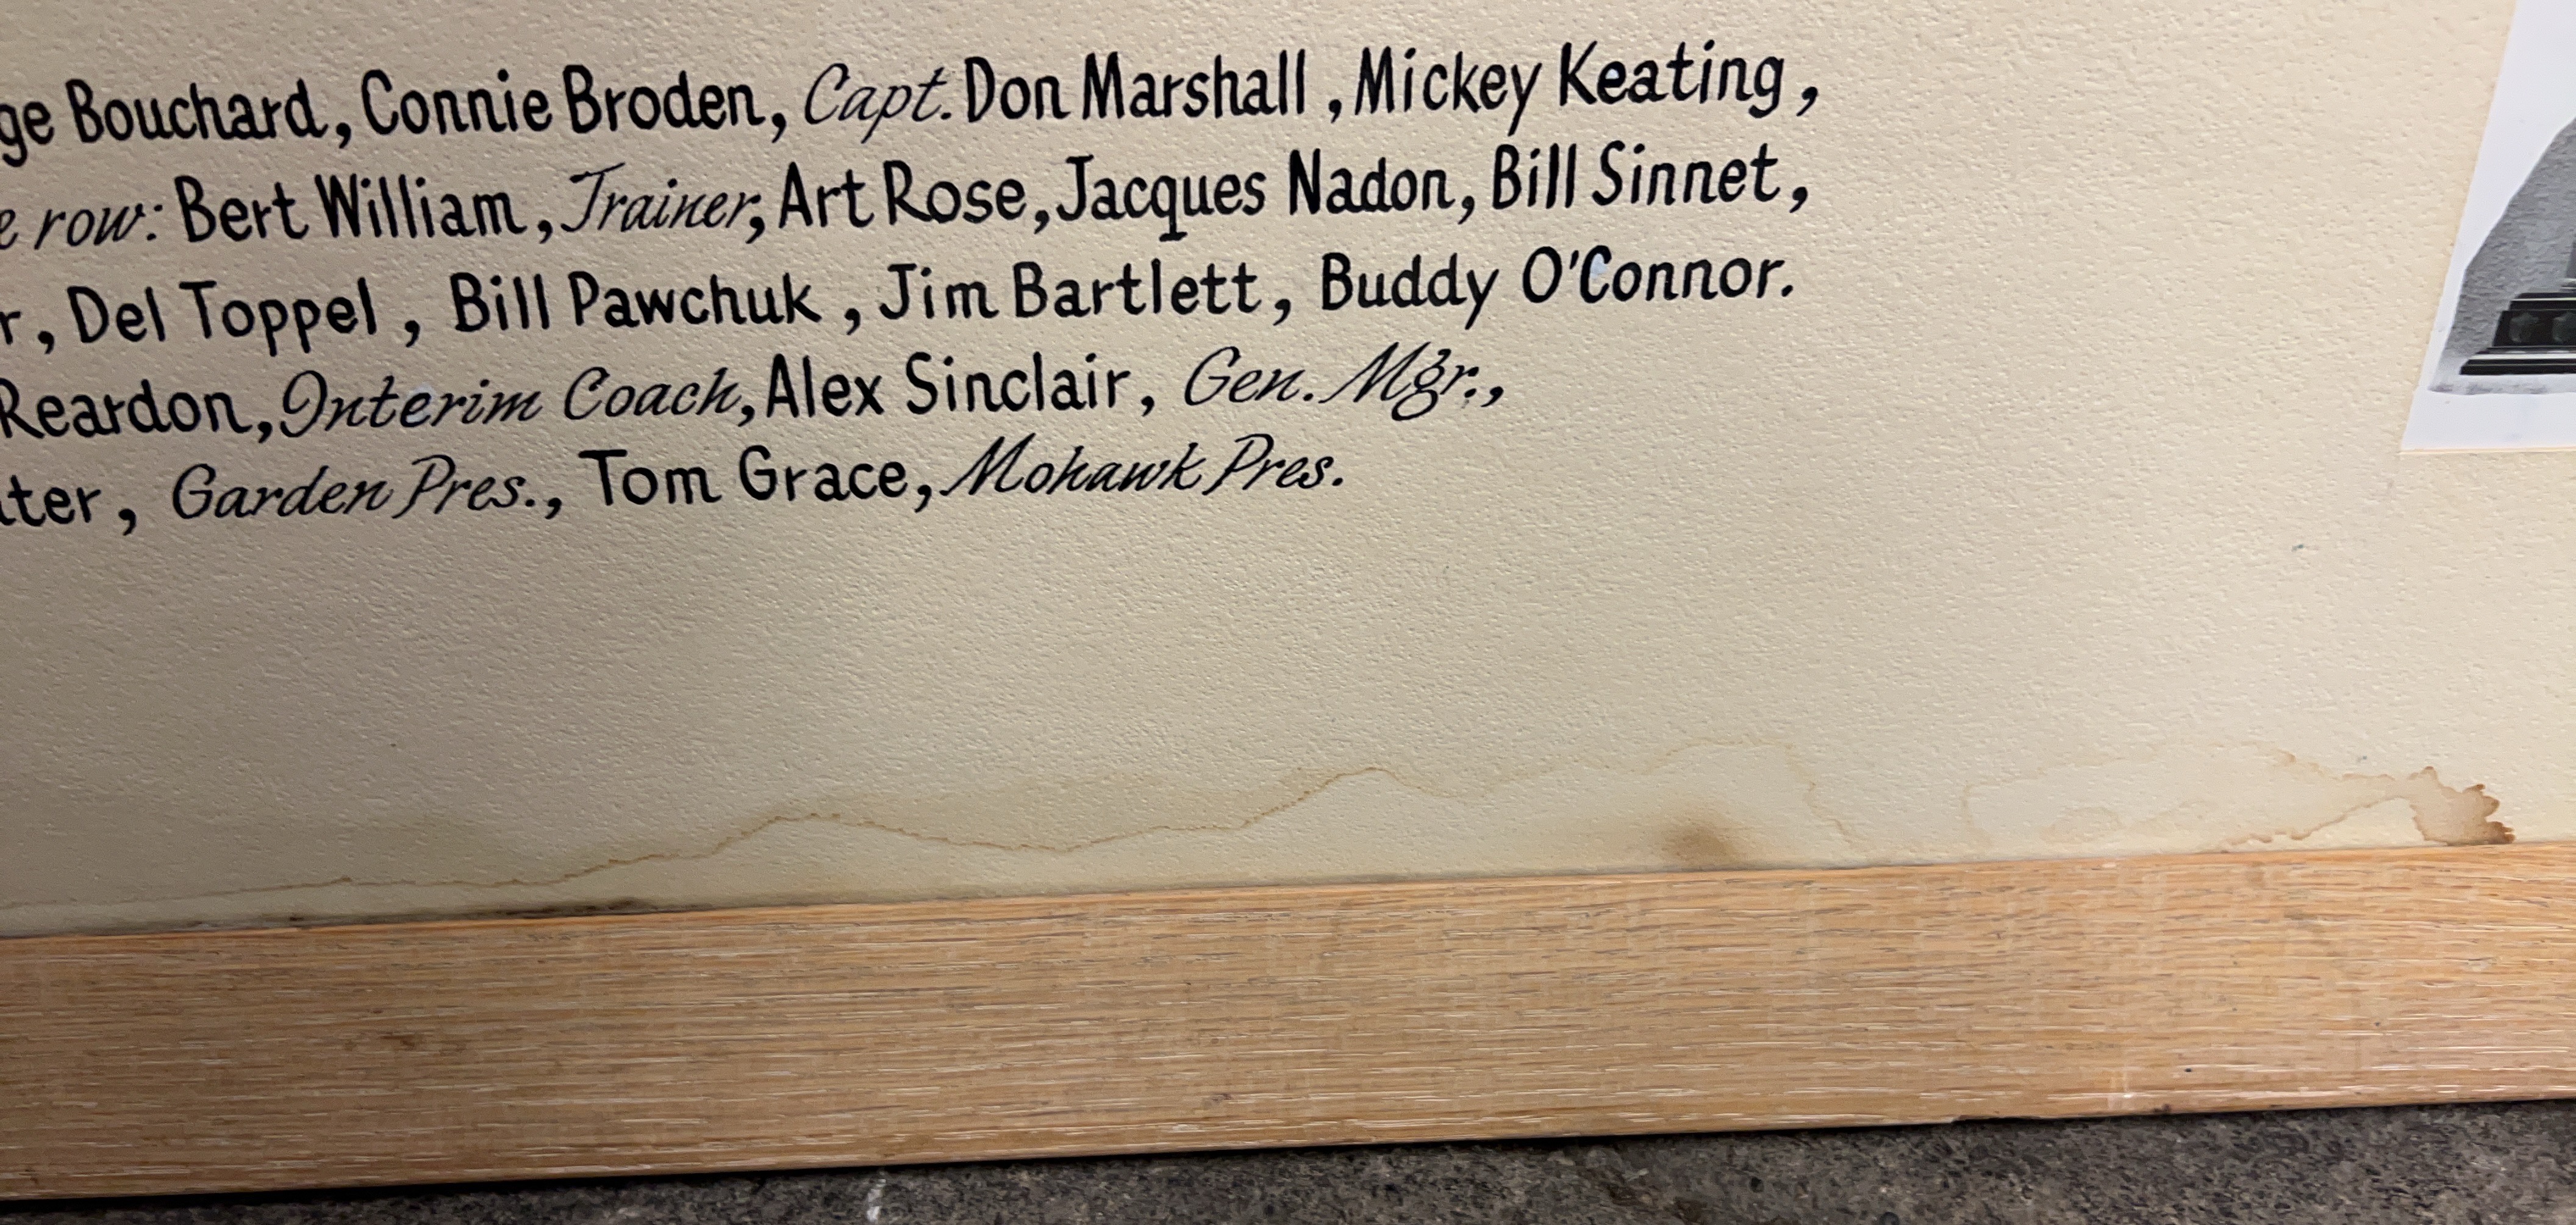 ge Bouchard, Connie Broden, Capt. Don Marshall, Mickey Keating,
e row: Bert William, Trainer, Art Rose, Jacques Nadon, Bill Sinnet,
r, Del Toppel, Bill Pawchuk, Jim Bartlett, Buddy O'Connor.
Reardon, Interim Coach, Alex Sinclair, Gen. Mgr.,
tter, Garden Pres., Tom Grace, Mohawk Pres.